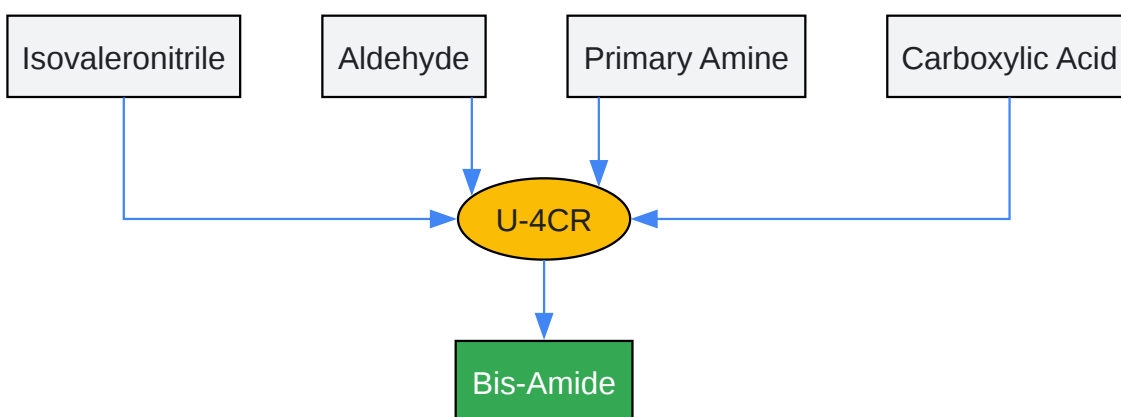 Isovaleronitrile
Aldehyde
Primary Amine
Carboxylic Acid
U-4CR
Bis-Amide